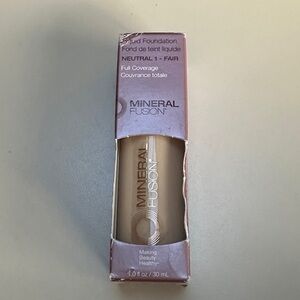 Liquid Foundation
Fond de teint liquide
NEUTRAL 1 - FAIR
Full Coverage
Couvrance totale
MINERAL
FUSION®
MINERAL
FUSION®
Making
Beauty
Healthy®
1.0 fl oz / 30 mL